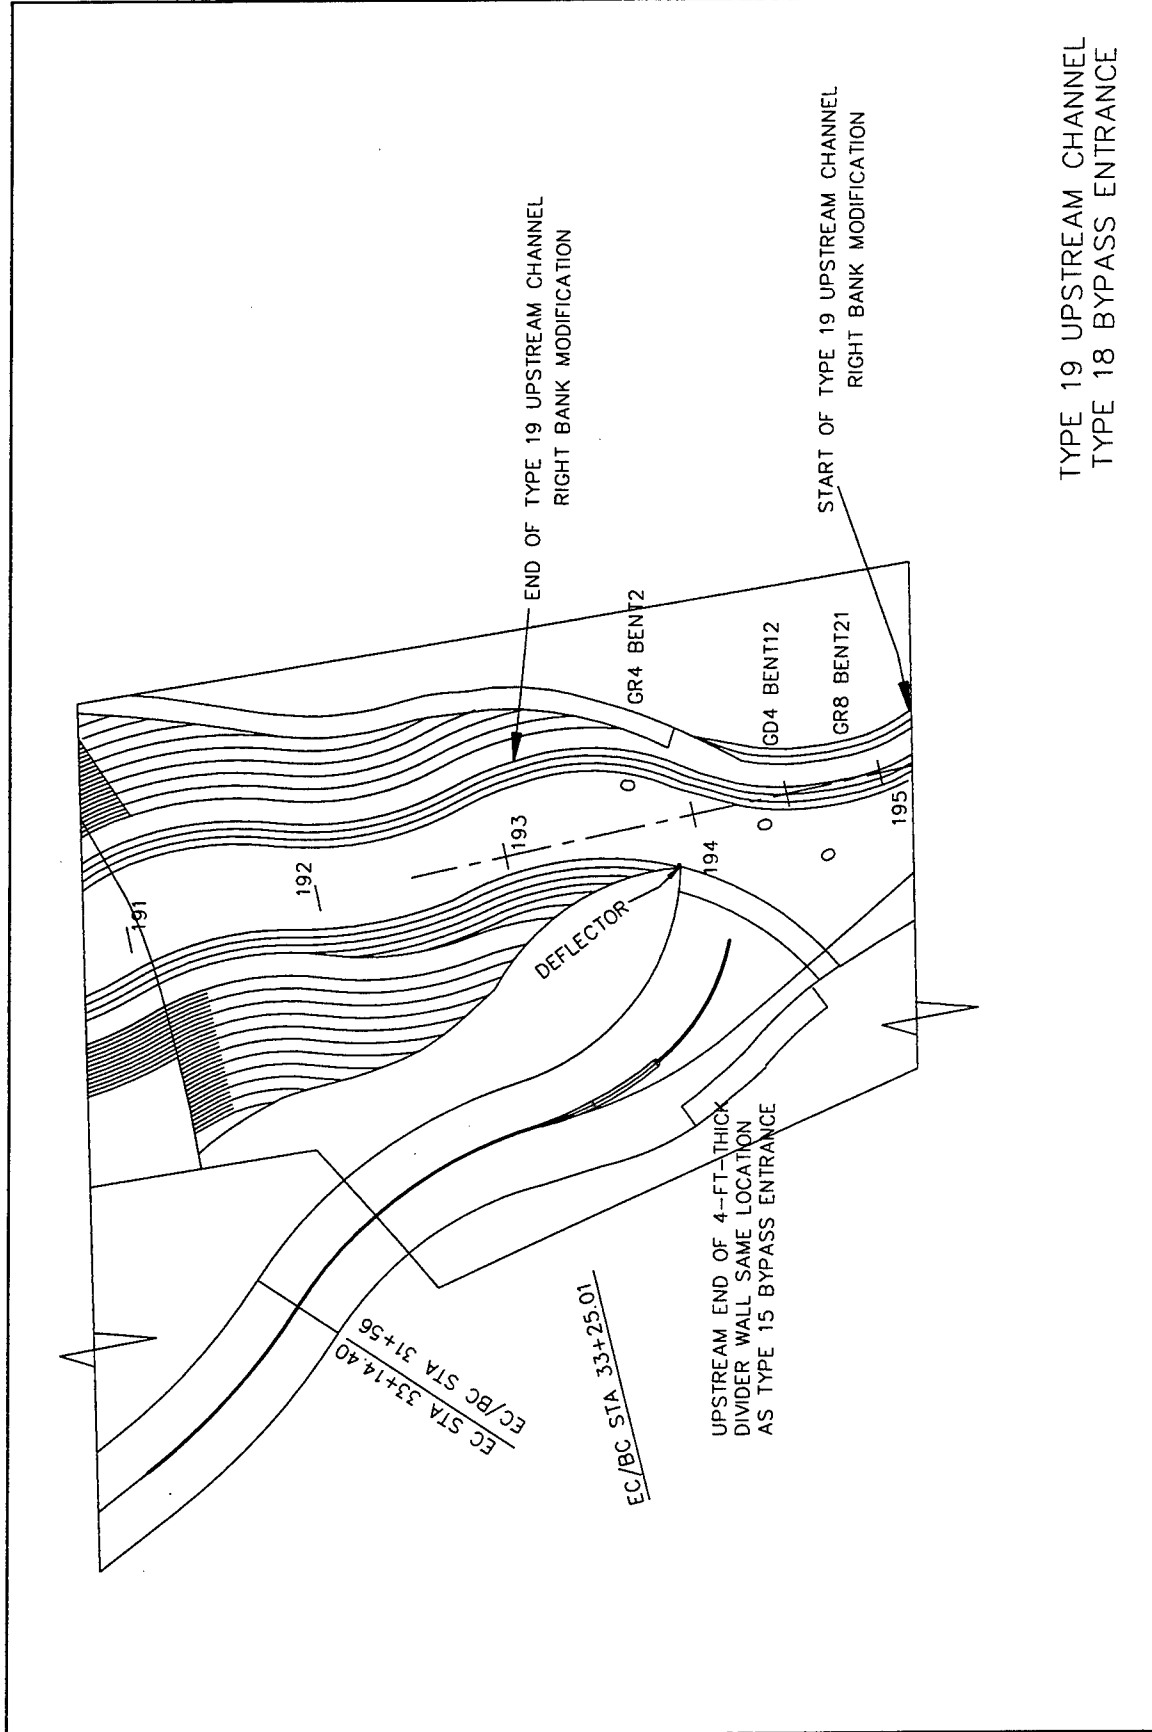 191
192
193
194
195
END OF TYPE 19 UPSTREAM CHANNEL
RIGHT BANK MODIFICATION
GR4 BENT2
GD4 BENT12
GR8 BENT21
START OF TYPE 19 UPSTREAM CHANNEL
RIGHT BANK MODIFICATION
DEFLECTOR
EC STA 33+14.40
EC/BC STA 31+56
EC/BC STA 33+25.01
UPSTREAM END OF 4-FT-THICK
DIVIDER WALL SAME LOCATION
AS TYPE 15 BYPASS ENTRANCE
TYPE 19 UPSTREAM CHANNEL
TYPE 18 BYPASS ENTRANCE